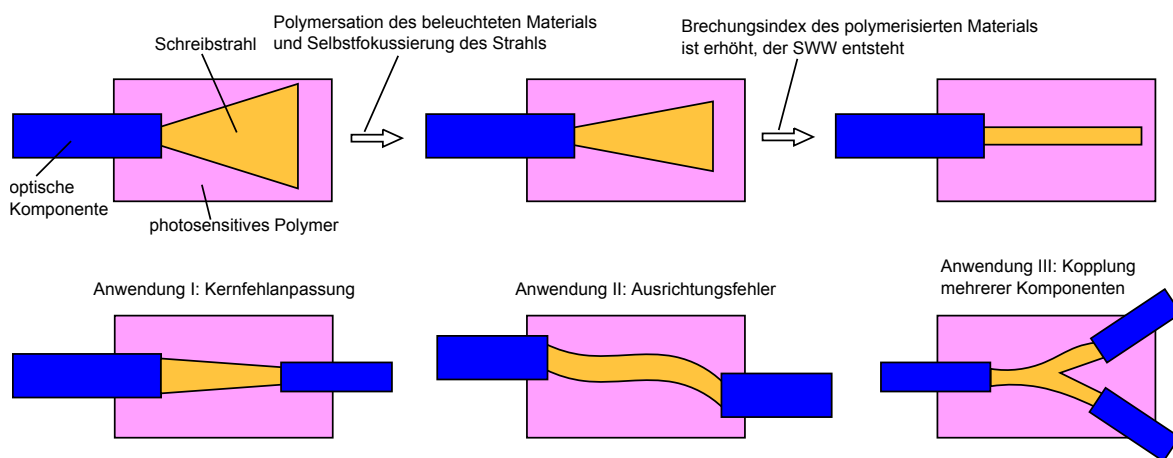 Polymersation des beleuchteten Materials
und Selbstfokussierung des Strahls
Brechungsindex des polymerisierten Materials
ist erhöht, der SWW entsteht
Schreibstrahl
optische
Komponente
photosensitives Polymer
Anwendung I: Kernfehlanpassung
Anwendung II: Ausrichtungsfehler
Anwendung III: Kopplung
mehrerer Komponenten